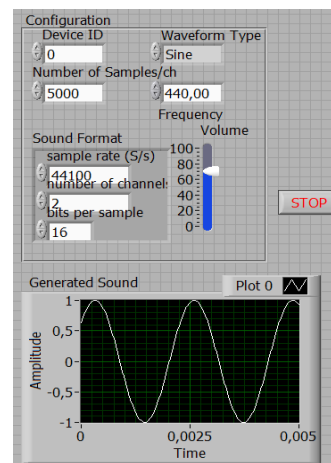 Configuration
Device ID
Waveform Type
0
Sine
Number of Samples/ch
5000
440,00
Frequency
Volume
Sound Format
100
80
60
40
20
0
sample rate (S/s)
44100
number of channels
2
bits per sample
16
STOP
Generated Sound
Plot 0
1
0,5
0
-0,5
-1
Amplitude
0
0,0025
0,005
Time